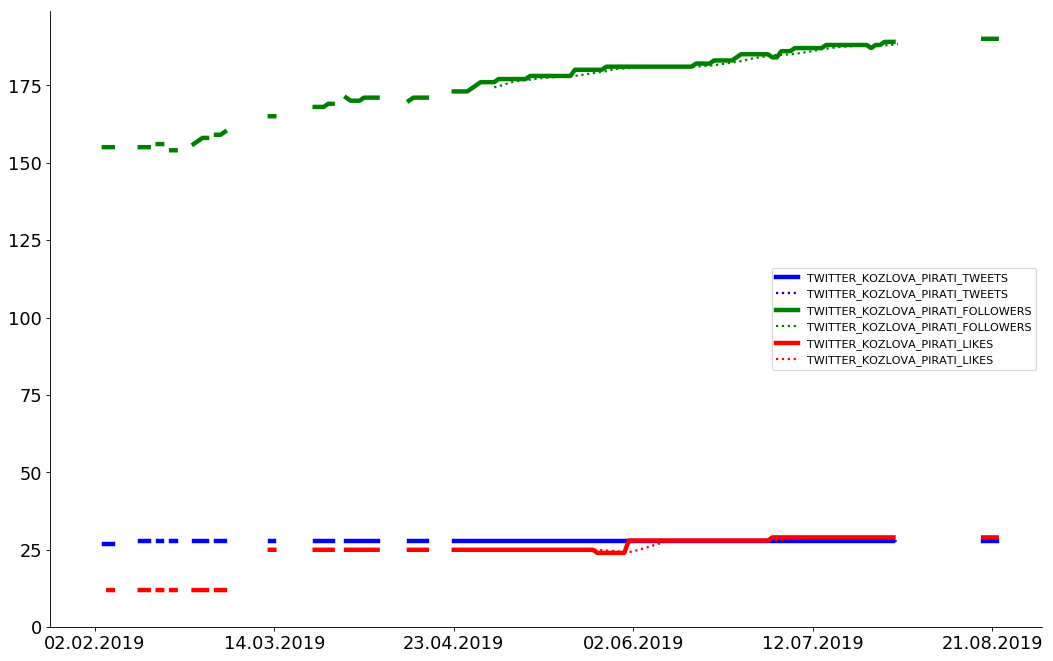 175
150
125
100
75
50
25
0
TWITTER_KOZLOVA_PIRATI_TWEETS
TWITTER_KOZLOVA_PIRATI_TWEETS
TWITTER_KOZLOVA_PIRATI_FOLLOWERS
TWITTER_KOZLOVA_PIRATI_FOLLOWERS
TWITTER_KOZLOVA_PIRATI_LIKES
TWITTER_KOZLOVA_PIRATI_LIKES
02.02.2019 14.03.2019 23.04.2019 02.06.2019 12.07.2019 21.08.2019